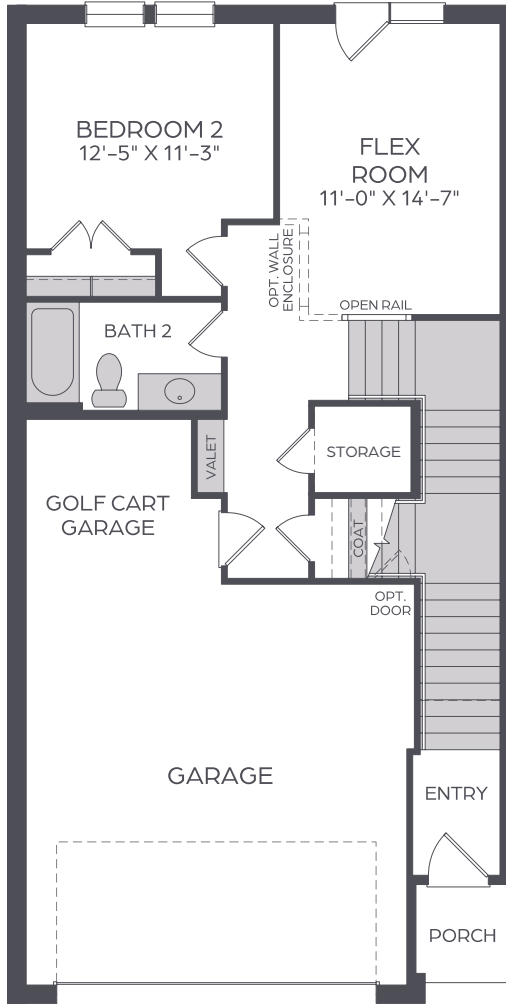 BEDROOM 2
12'-5" X 11'-3"
FLEX
ROOM
11'-0" X 14'-7"
OPT. WALL
ENCLOSURE
OPEN RAIL
BATH 2
VALET
STORAGE
GOLF CART
GARAGE
COAT
OPT.
DOOR
GARAGE
ENTRY
PORCH